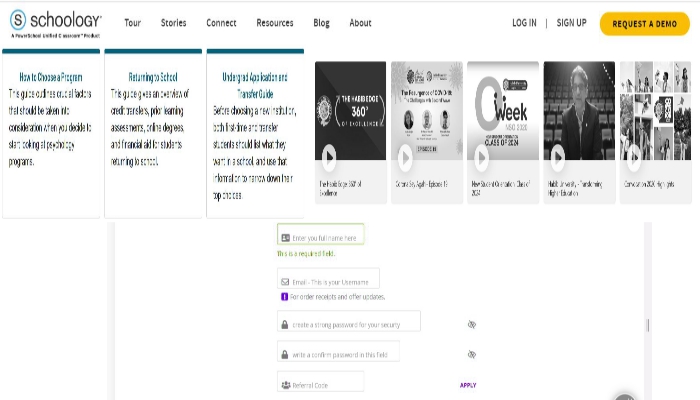 schoology
A PowerSchool Unified Classroom™ Product
Tour
Stories
Connect
Resources
Blog
About
LOG IN | SIGN UP
REQUEST A DEMO
How to Choose a Program
This guide outlines crucial factors
that should be taken into
consideration when you decide to
start looking at psychology
programs.
Returning to School
This guide gives an overview of
credit transfers, prior learning
assessments, online degrees,
and financial aid for students
returning to school.
Undergrad Application and
Transfer Guide
Before choosing a new institution,
both first-time and transfer
students should list what they
want in a school, and use that
information to narrow down their
top choices.
THE HABIB EDGE
360°
OF EXCELLENCE
The Habib Edge: 360° of
Excellence
The Resurgence of COVID-19:
EPISODE 19
Corona Say Agahi - Episode 19
week
CLASS OF 2024
New Student Orientation: Class of
2024
Habib University - Transforming
Higher Education
Convocation 2020 Highlights
Enter you full name here
This is a required field.
Email - This is your Username
For order receipts and offer updates.
create a strong password for your security
write a confirm password in this field
Referral Code
APPLY